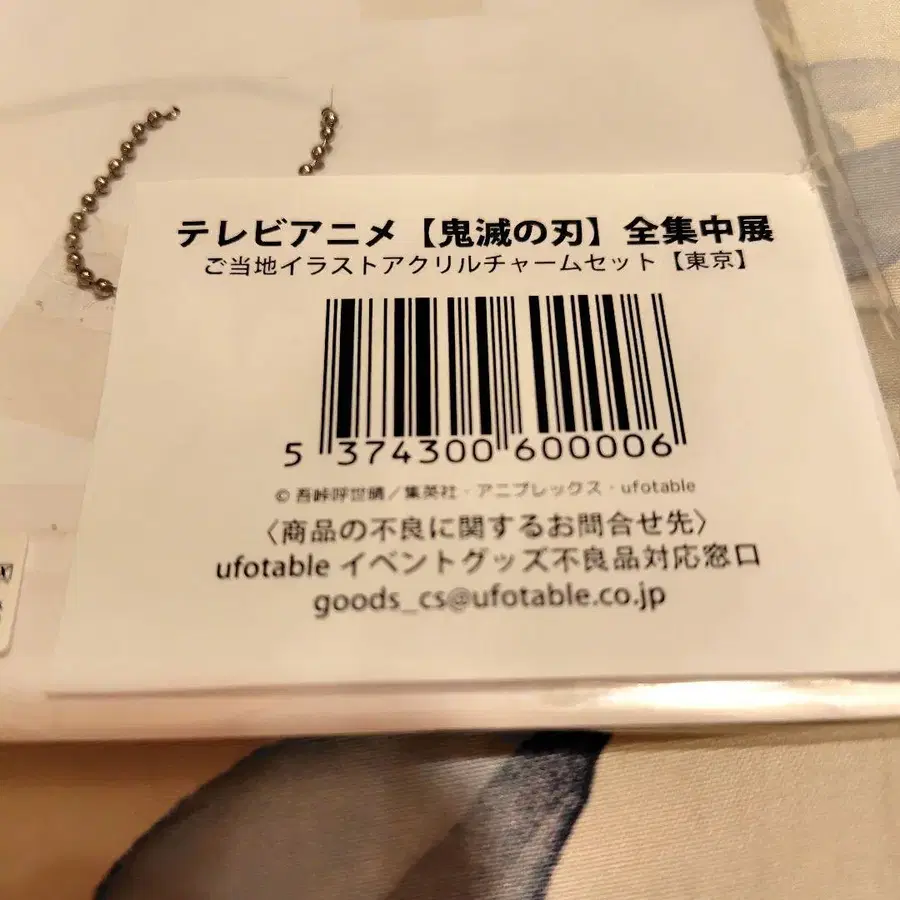 テレビアニメ【鬼滅の刃】全集中展
ご当地イラストアクリルチャームセット【東京】
5 374300 600006
© 吾峠呼世晴／集英社・アニプレックス・ufotable
〈商品の不良に関するお問合せ先〉
ufotable イベントグッズ不良品対応窓口
goods_cs@ufotable.co.jp